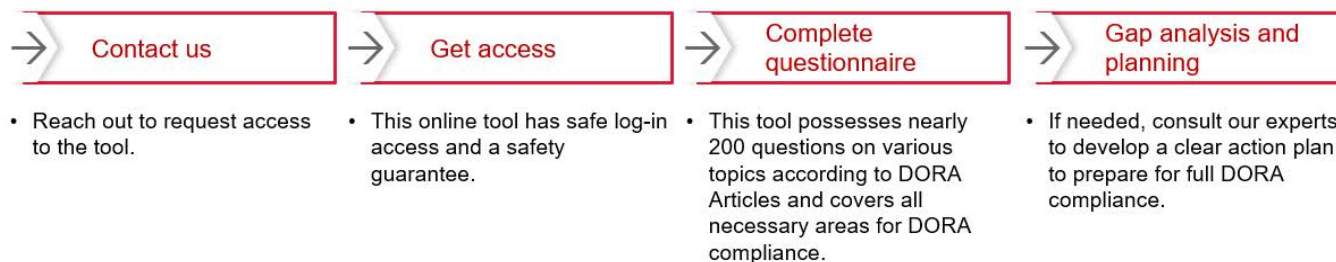 Contact us
• Reach out to request access
to the tool.
Get access
• This online tool has safe log-in
access and a safety
guarantee.
Complete
questionnaire
• This tool possesses nearly
200 questions on various
topics according to DORA
Articles and covers all
necessary areas for DORA
compliance.
Gap analysis and
planning
• If needed, consult our experts
to develop a clear action plan
to prepare for full DORA
compliance.